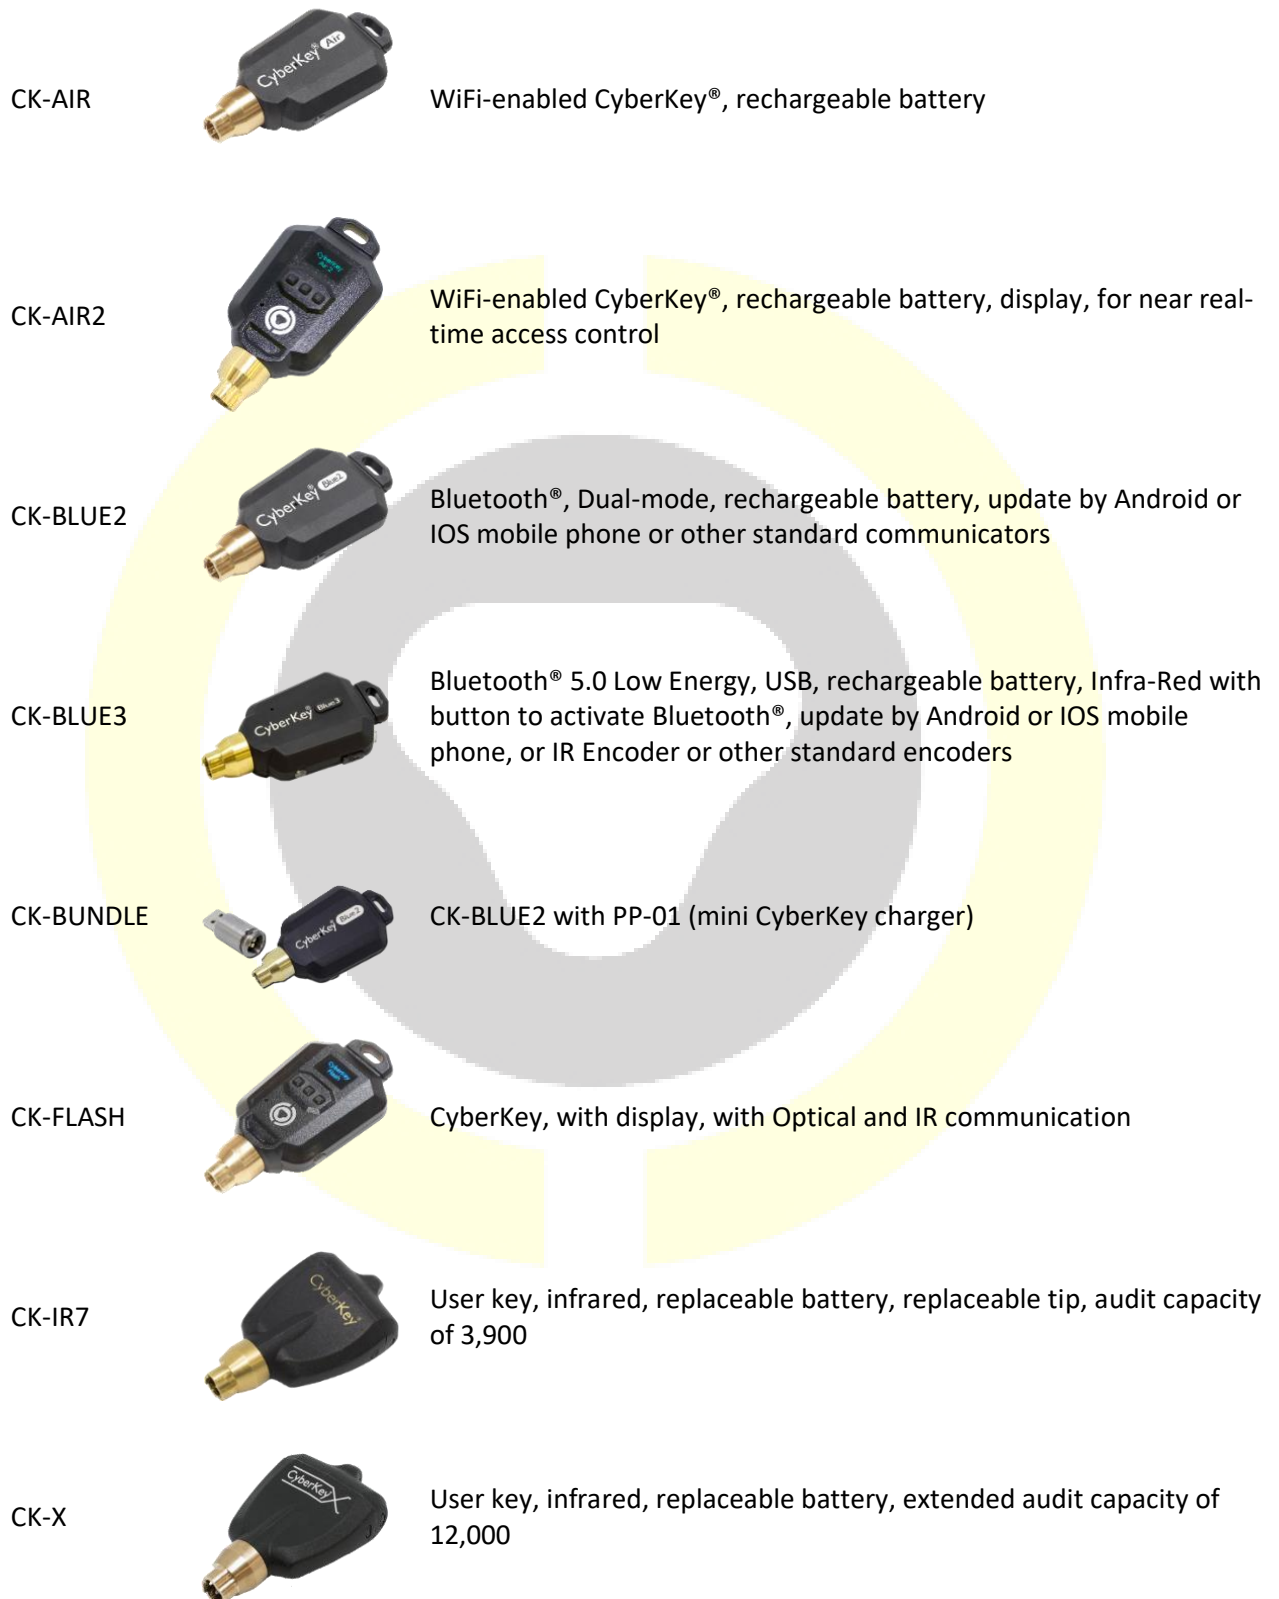 CyberKey® Air
CK-AIR
WiFi-enabled CyberKey®, rechargeable battery
CyberKey
Air 2
CK-AIR2
WiFi-enabled CyberKey®, rechargeable battery, display, for near real-
time access control
CyberKey® Blue2
CK-BLUE2
Bluetooth®, Dual-mode, rechargeable battery, update by Android or
IOS mobile phone or other standard communicators
CyberKey® Blue3
CK-BLUE3
Bluetooth® 5.0 Low Energy, USB, rechargeable battery, Infra-Red with
button to activate Bluetooth®, update by Android or IOS mobile
phone, or IR Encoder or other standard encoders
CyberKey® Blue2
CK-BUNDLE
CK-BLUE2 with PP-01 (mini CyberKey charger)
CyberKey
Flash
CK-FLASH
CyberKey, with display, with Optical and IR communication
CyberKey®
CK-IR7
User key, infrared, replaceable battery, replaceable tip, audit capacity
of 3,900
CyberKey X
CK-X
User key, infrared, replaceable battery, extended audit capacity of
12,000